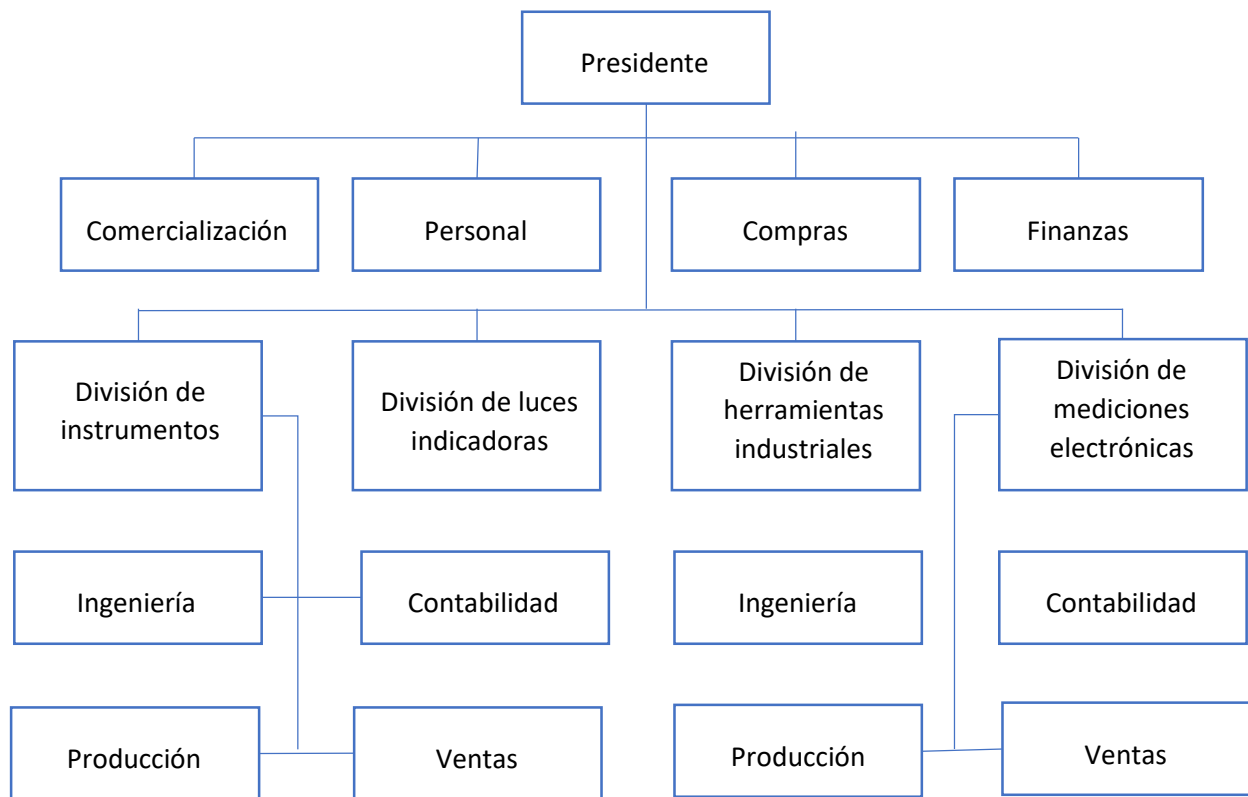 Presidente
Comercialización
Personal
Compras
Finanzas
División de
instrumentos
División de luces
indicadoras
División de
herramientas
industriales
División de
mediciones
electrónicas
Ingeniería
Contabilidad
Ingeniería
Contabilidad
Producción
Ventas
Producción
Ventas